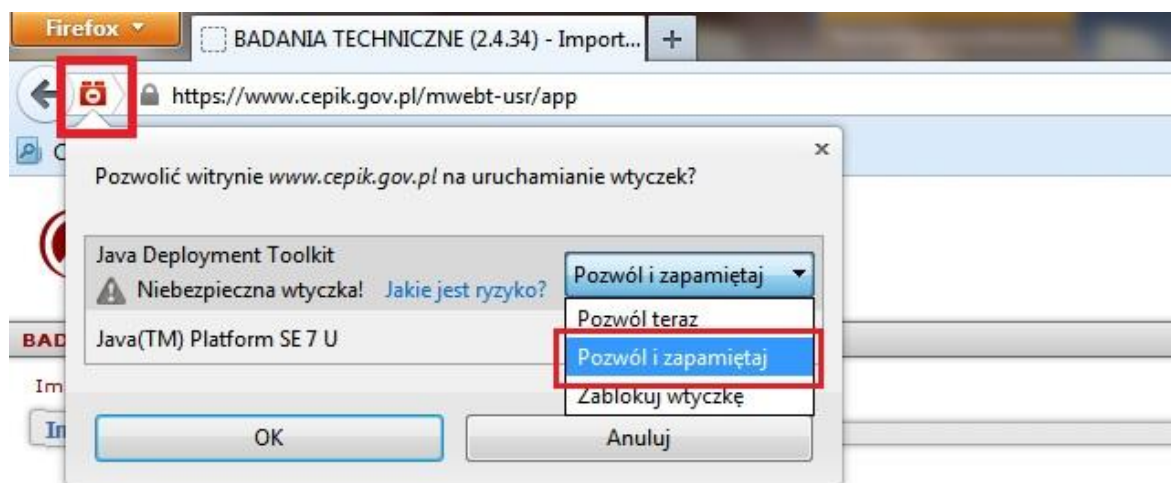 Firefox
BADANIA TECHNICZNE (2.4.34) - Import...
https://www.cepik.gov.pl/mwebt-usr/app
Pozwolić witrynie www.cepik.gov.pl na uruchamianie wtyczek?
Java Deployment Toolkit
Niebezpieczna wtyczka! Jakie jest ryzyko?
Pozwól i zapamiętaj
Pozwól teraz
Java(TM) Platform SE 7 U
Pozwól i zapamiętaj
Zablokuj wtyczkę
OK
Anuluj